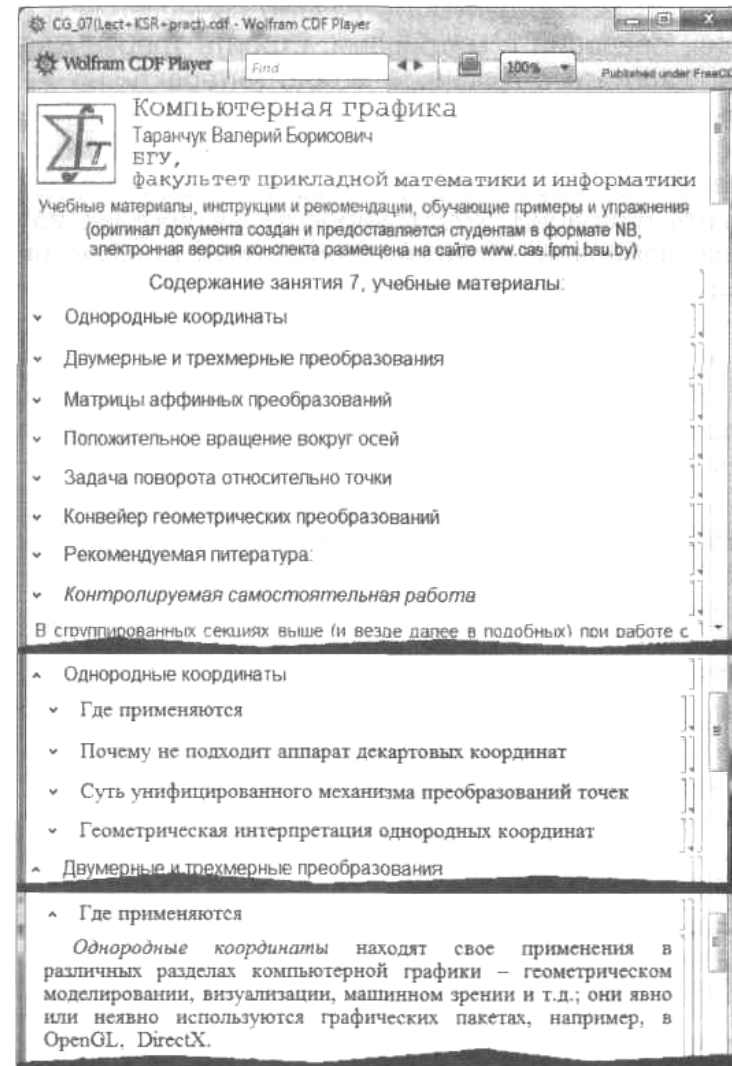 CG_07(Lect+KSR+pract).cdf - Wolfram CDF Player
Wolfram CDF Player
Find
100%
Published under FreeCD
Компьютерная графика
Таранчук Валерий Борисович
БГУ,
факультет прикладной математики и информатики
Учебные материалы, инструкции и рекомендации, обучающие примеры и упражнения
(оригинал документа создан и предоставляется студентам в формате NB,
электронная версия конспекта размещена на сайте www.cas.fpmi.bsu.by)
Содержание занятия 7, учебные материалы:
Однородные координаты
Двумерные и трехмерные преобразования
Матрицы аффинных преобразований
Положительное вращение вокруг осей
Задача поворота относительно точки
Конвейер геометрических преобразований
Рекомендуемая литература:
Контролируемая самостоятельная работа
В сгруппированных секциях выше (и везде далее в подобных) при работе с
Однородные координаты
Где применяются
Почему не подходит аппарат декартовых координат
Суть унифицированного механизма преобразований точек
Геометрическая интерпретация однородных координат
Двумерные и трехмерные преобразования
Где применяются
Однородные координаты находят свое применения в
различных разделах компьютерной графики – геометрическом
моделировании, визуализации, машинном зрении и т.д.; они явно
или неявно используются графических пакетах, например, в
OpenGL, DirectX.